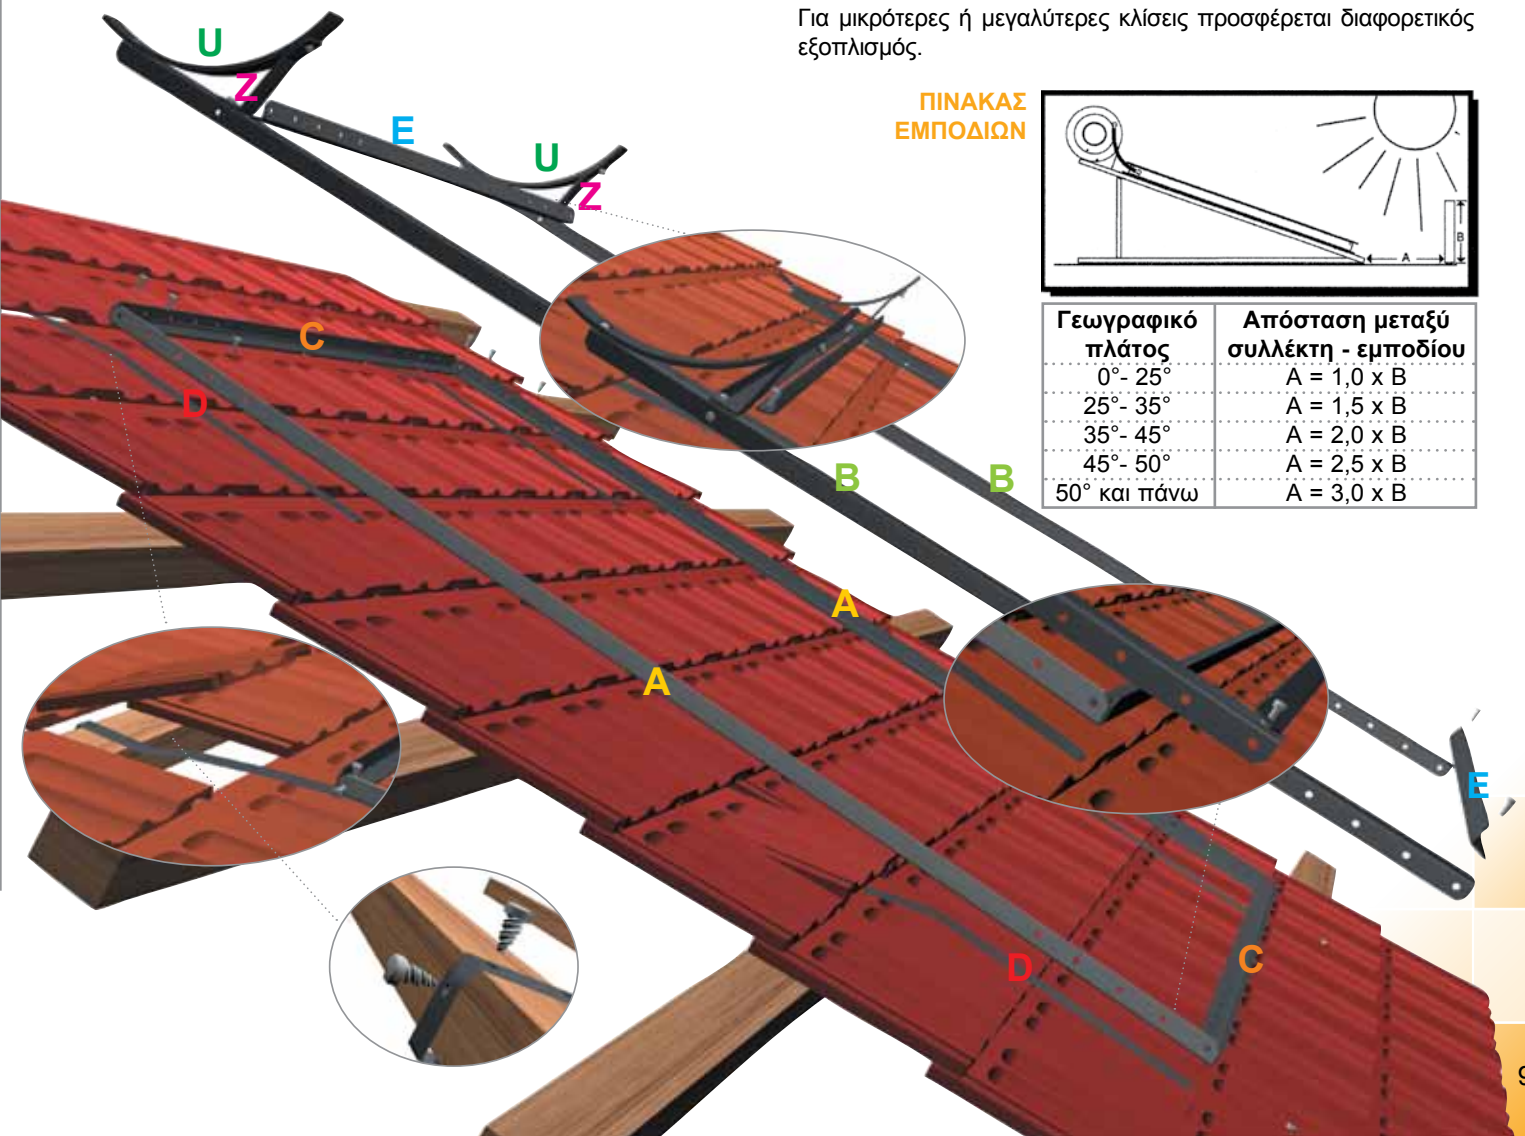 Για μικρότερες ή μεγαλύτερες κλίσεις προσφέρεται διαφορετικός
εξοπλισμός.
ΠΙΝΑΚΑΣ
ΕΜΠΟΔΙΩΝ
A
B
Γεωγραφικό πλάτος
Απόσταση μεταξύ συλλέκτη - εμποδίου
0°- 25° A = 1,0 x B
25°- 35° A = 1,5 x B
35°- 45° A = 2,0 x B
45°- 50° A = 2,5 x B
50° και πάνω A = 3,0 x B
U
Z
E
U
Z
C
D
B
B
A
A
E
D
C
9